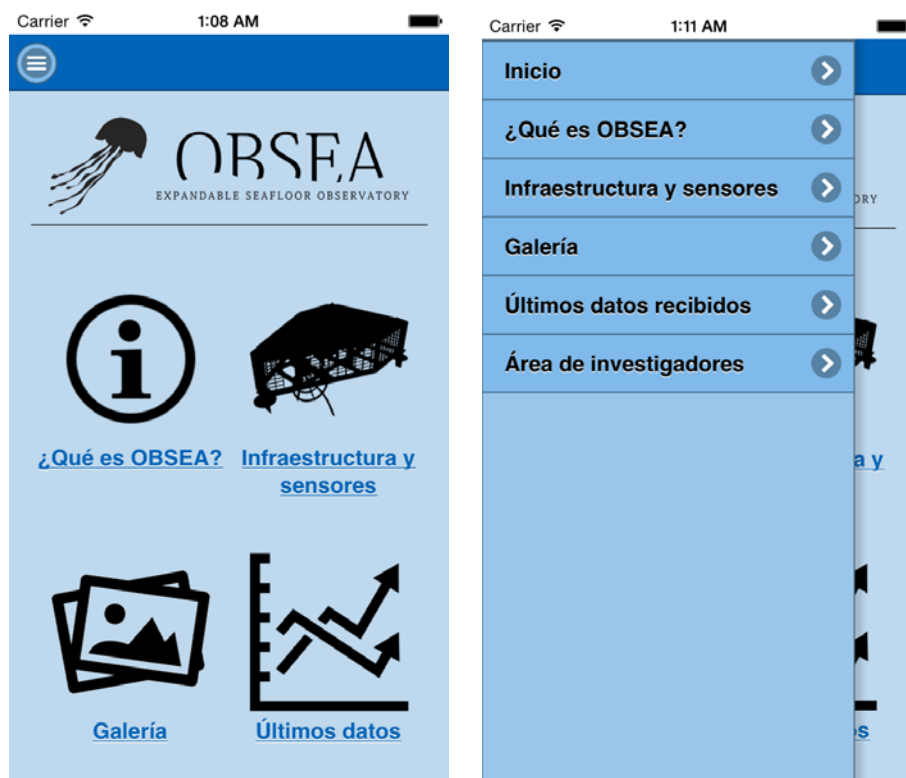 Carrier 1:08 AM
OBSEA
EXPANDABLE SEAFLOOR OBSERVATORY
¿Qué es OBSEA?
Infraestructura y
sensores
Galería
Últimos datos
Carrier 1:11 AM
Inicio
¿Qué es OBSEA?
Infraestructura y sensores
Galería
Últimos datos recibidos
Área de investigadores
ORY
a y
s